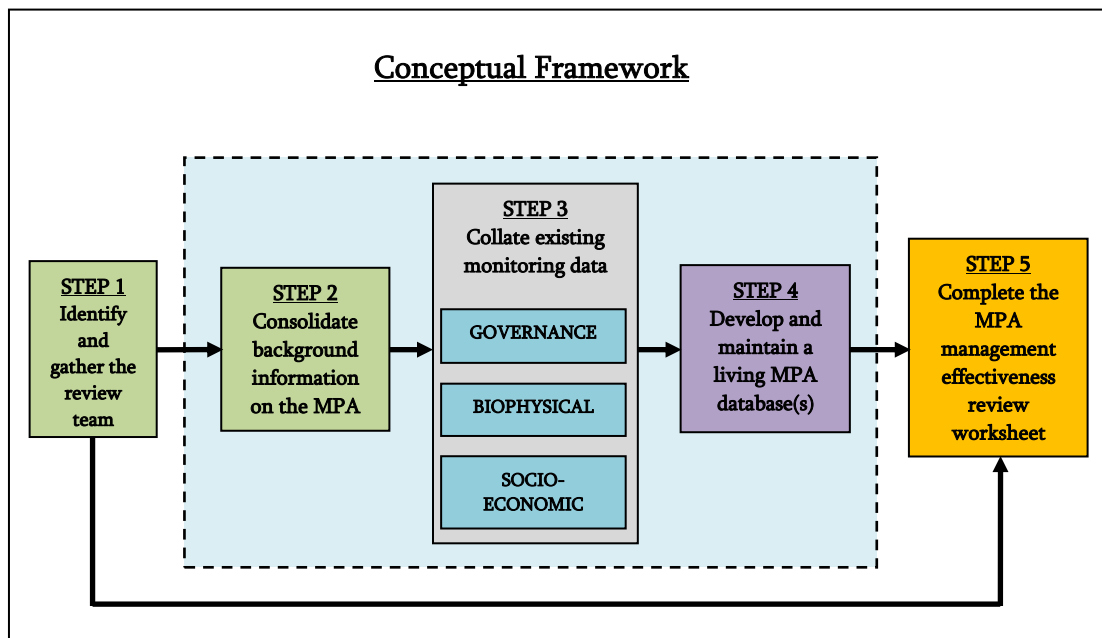 Conceptual Framework
STEP 1
Identify
and
gather the
review
team
STEP 2
Consolidate
background
information
on the MPA
STEP 3
Collate existing
monitoring data
GOVERNANCE
BIOPHYSICAL
SOCIO-
ECONOMIC
STEP 4
Develop and
maintain a
living MPA
database(s)
STEP 5
Complete the
MPA
management
effectiveness
review
worksheet